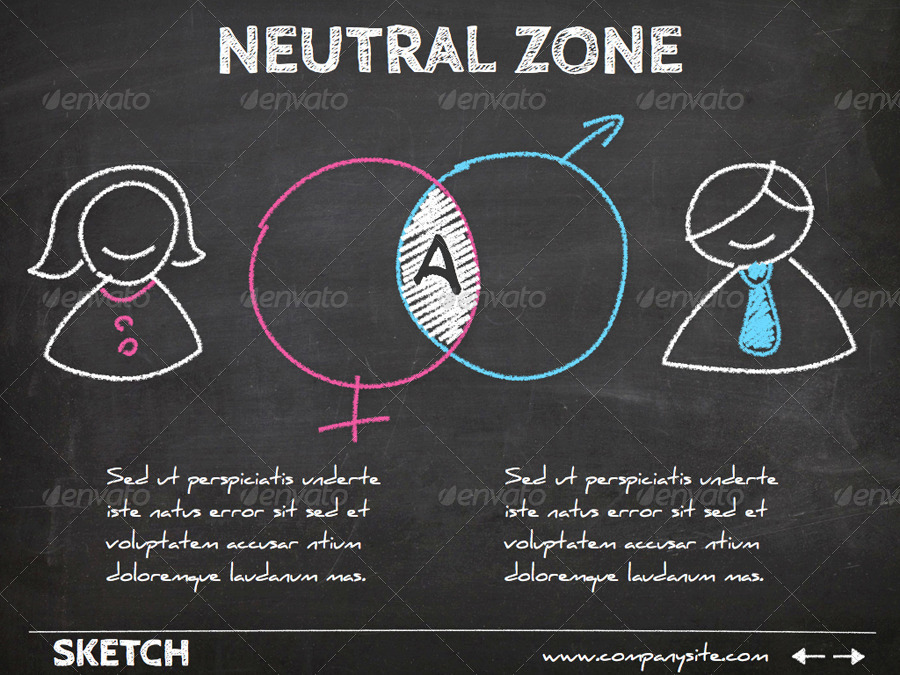 NEUTRAL ZONE
envato envato envato envato envato
A
envato envato envato envato envato
Sed ut perspiciatis underte
iste natus error sit sed et
voluptatem accusar ntium
doloremque laudanum mas.
Sed ut perspiciatis underte
iste natus error sit sed et
voluptatem accusar ntium
doloremque laudanum mas.
envato envato envato envato envato
SKETCH
www.companysite.com